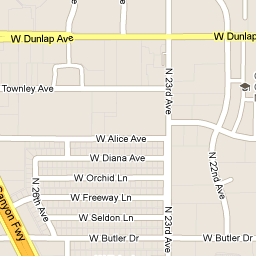 W Dunlap Ave
W Dunlap
Townley Ave
N 23rd Ave
C
W Alice Ave
W Diana Ave
W Orchid Ln
W Freeway Ln
W Seldon Ln
W Butler Dr
W Butler Dr
N 26th Ave
N 23rd Ave
N 22nd Ave
Canyon Fwy